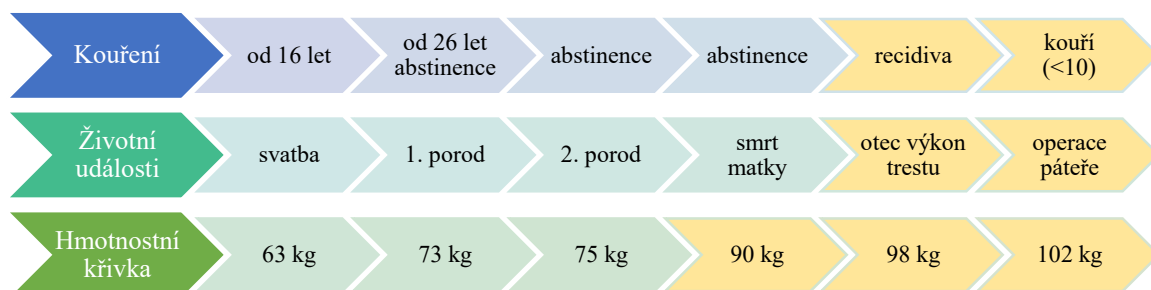 Kouření
od 16 let
od 26 let
abstinence
abstinence
abstinence
recidiva
kouří
(<10)
Životní
události
svatba
1. porod
2. porod
smrt
matky
otec výkon
trestu
operace
páteře
Hmotnostní
křivka
63 kg
73 kg
75 kg
90 kg
98 kg
102 kg